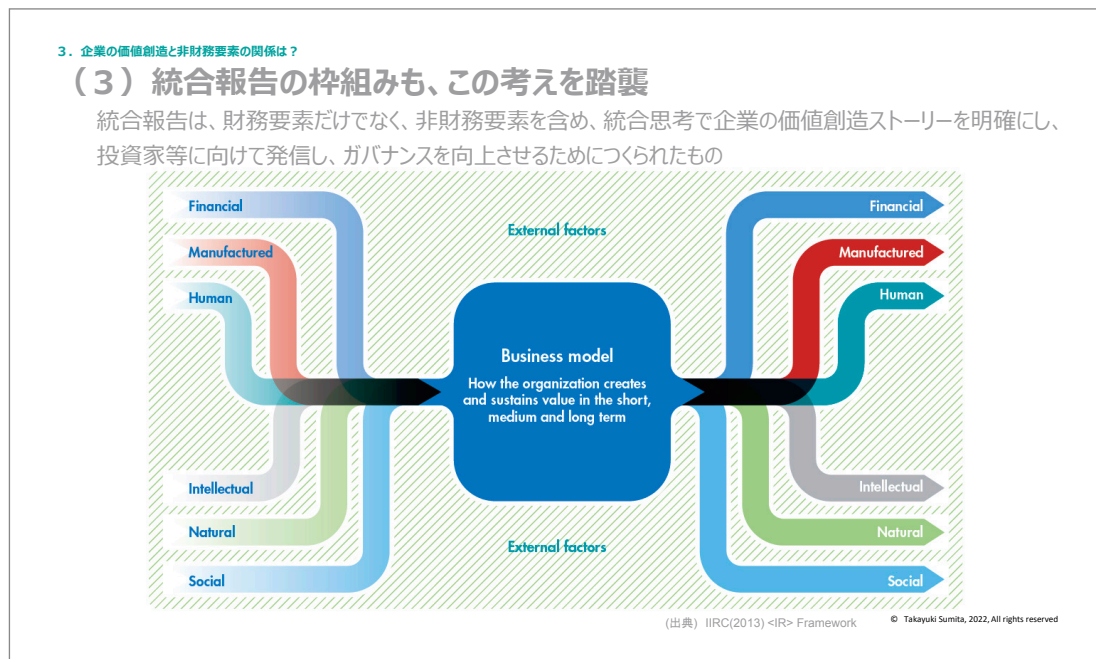 3．企業の価値創造と非財務要素の関係は？
（3）統合報告の枠組みも、この考えを踏襲
統合報告は、財務要素だけでなく、非財務要素を含め、統合思考で企業の価値創造ストーリーを明確にし、
投資家等に向けて発信し、ガバナンスを向上させるためにつくられたもの
Financial
Manufactured
Human
Intellectual
Natural
Social
External factors
Business model
How the organization creates
and sustains value in the short,
medium and long term
External factors
Financial
Manufactured
Human
Intellectual
Natural
Social
(出典) IIRC(2013) <IR> Framework
© Takayuki Sumita, 2022, All rights reserved